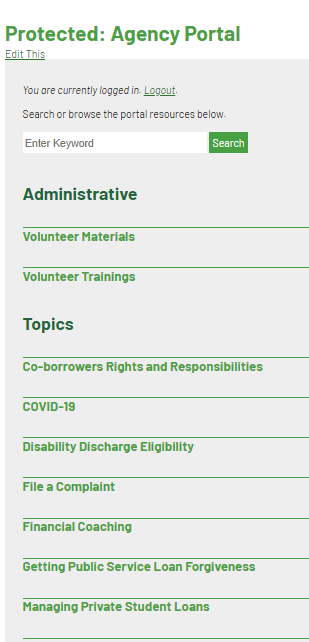 Protected: Agency Portal
Edit This
You are currently logged in. Logout.
Search or browse the portal resources below.
Enter Keyword Search
Administrative
Volunteer Materials
Volunteer Trainings
Topics
Co-borrowers Rights and Responsibilities
COVID-19
Disability Discharge Eligibility
File a Complaint
Financial Coaching
Getting Public Service Loan Forgiveness
Managing Private Student Loans